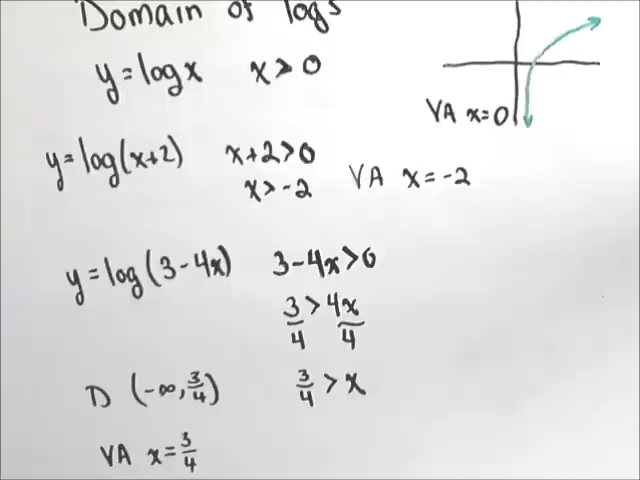 Domain of logs
y = log x   x > 0
VA x = 0
y = log(x+2)   x+2 > 0
x > -2   VA x = -2
y = log(3-4x)   3-4x > 0
3/4 > 4x/4
D (-∞, 3/4)   3/4 > x
VA x = 3/4